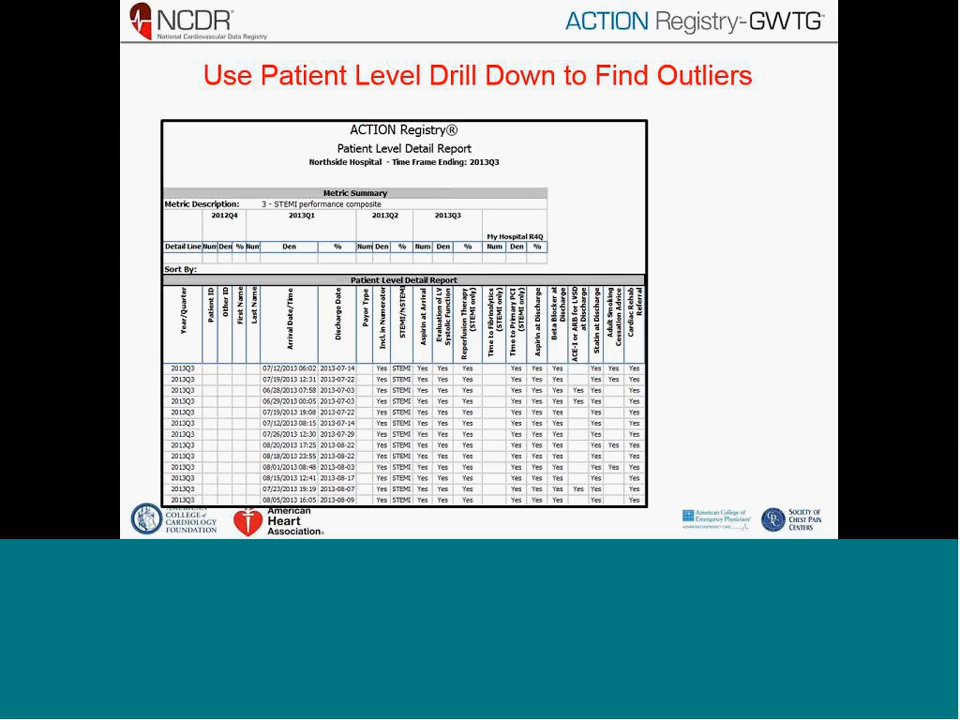 NCDR®
National Cardiovascular Data Registry
ACTION Registry-GWTG™
Use Patient Level Drill Down to Find Outliers
ACTION Registry®
Patient Level Detail Report
Northside Hospital - Time Frame Ending: 2013Q3
Metric Summary
Metric Description: 3 - STEMI performance composite
2012Q4 2013Q1 2013Q2 2013Q3
My Hospital R4Q
Detail Line Num Den % Num Den % Num Den % Num Den % Num Den %
Sort By:
Patient Level Detail Report
Year/Quarter Patient ID Other ID First Name Last Name Arrival Date/Time Discharge Date Payor Type Incl. in Numerator STEMI/NSTEMI Aspirin at Arrival Evaluation of LV Systolic Function Reperfusion Therapy (STEMI only) Time to Fibrinolytics (STEMI only) Time to Primary PCI (STEMI only) Aspirin at Discharge Beta Blocker at Discharge ACE-I or ARB for LVSD at Discharge Statin at Discharge Adult Smoking Cessation Advice Cardiac Rehab Referral
2013Q3 07/12/2013 06:02 2013-07-14 Yes STEMI Yes Yes Yes Yes Yes Yes Yes Yes Yes
2013Q3 07/19/2013 12:31 2013-07-22 Yes STEMI Yes Yes Yes Yes Yes Yes Yes Yes Yes
2013Q3 06/28/2013 07:58 2013-07-03 Yes STEMI Yes Yes Yes Yes Yes Yes Yes Yes Yes
2013Q3 06/29/2013 00:05 2013-07-03 Yes STEMI Yes Yes Yes Yes Yes Yes Yes Yes Yes
2013Q3 07/19/2013 19:08 2013-07-22 Yes STEMI Yes Yes Yes Yes Yes Yes Yes Yes
2013Q3 07/12/2013 08:15 2013-07-14 Yes STEMI Yes Yes Yes Yes Yes Yes Yes Yes
2013Q3 07/26/2013 12:30 2013-07-29 Yes STEMI Yes Yes Yes Yes Yes Yes Yes Yes
2013Q3 08/20/2013 17:25 2013-08-22 Yes STEMI Yes Yes Yes Yes Yes Yes Yes Yes Yes
2013Q3 08/18/2013 23:55 2013-08-22 Yes STEMI Yes Yes Yes Yes Yes Yes Yes Yes
2013Q3 08/01/2013 08:48 2013-08-03 Yes STEMI Yes Yes Yes Yes Yes Yes Yes Yes Yes
2013Q3 08/15/2013 12:41 2013-08-17 Yes STEMI Yes Yes Yes Yes Yes Yes Yes Yes
2013Q3 07/23/2013 19:19 2013-08-07 Yes STEMI Yes Yes Yes Yes Yes Yes Yes Yes Yes
2013Q3 08/05/2013 16:05 2013-08-09 Yes STEMI Yes Yes Yes Yes Yes Yes Yes Yes
AMERICAN
COLLEGE of
CARDIOLOGY
FOUNDATION
American
Heart
Association®
American College of
Emergency Physicians®
SOCIETY OF
CHEST PAIN
CENTERS